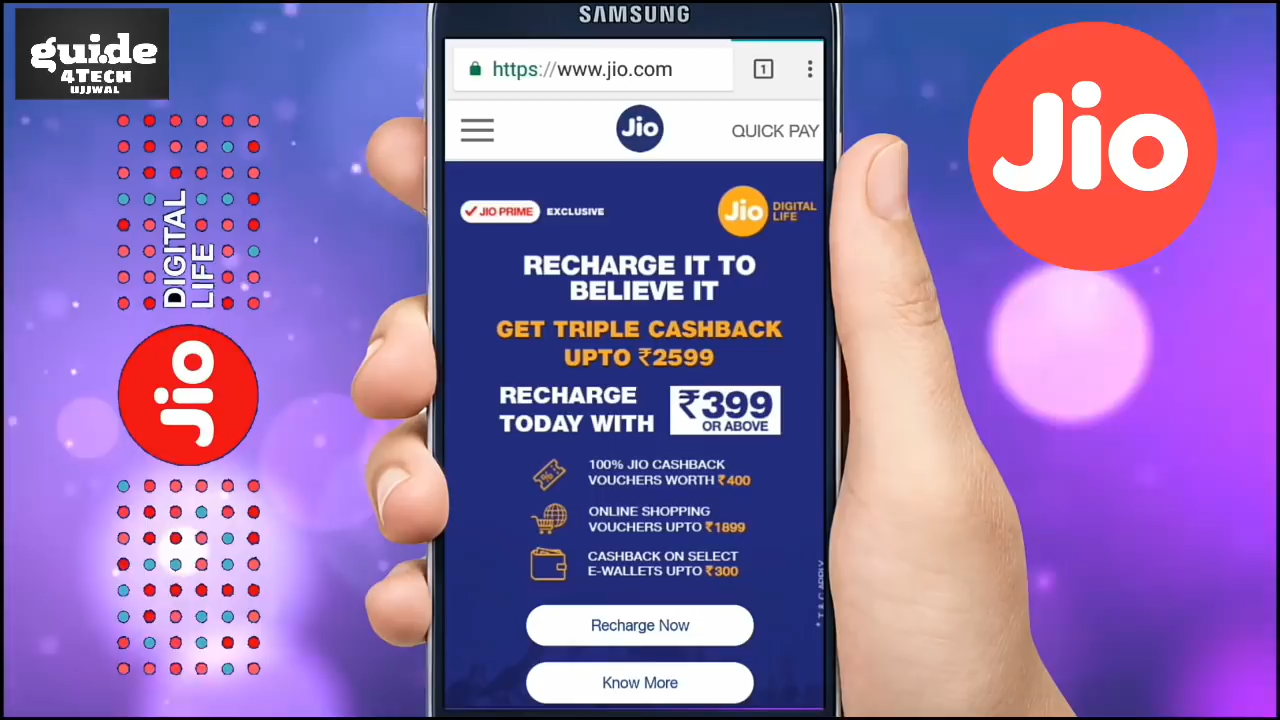 guide
4TECH
UJJWAL
DIGITAL
LIFE
Jio
SAMSUNG
https://www.jio.com
1
Jio
QUICK PAY
JIO PRIME
EXCLUSIVE
Jio
DIGITAL
LIFE
RECHARGE IT TO
BELIEVE IT
GET TRIPLE CASHBACK
UPTO ₹2599
RECHARGE
TODAY WITH
₹399
OR ABOVE
100% JIO CASHBACK
VOUCHERS WORTH ₹400
ONLINE SHOPPING
VOUCHERS UPTO ₹1899
CASHBACK ON SELECT
E-WALLETS UPTO ₹300
* T & C APPLY
Recharge Now
Know More
Jio